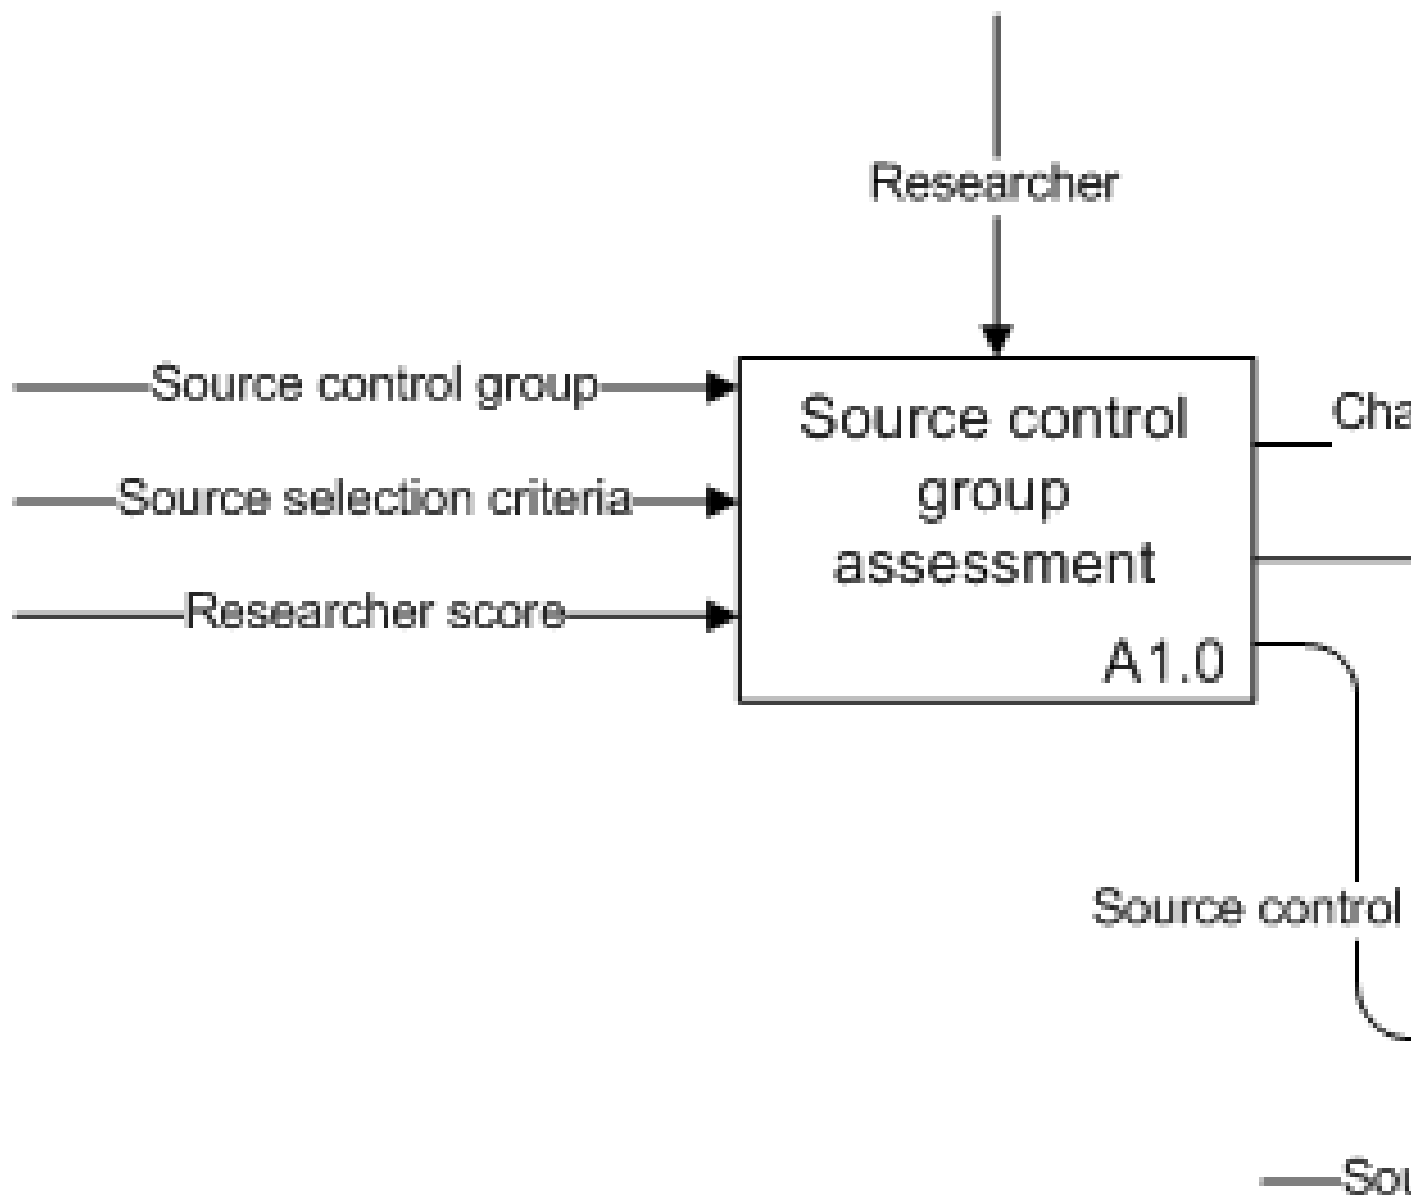 Researcher
Source control group
Source selection criteria
Researcher score
Source control
group
assessment
A1.0
Source control